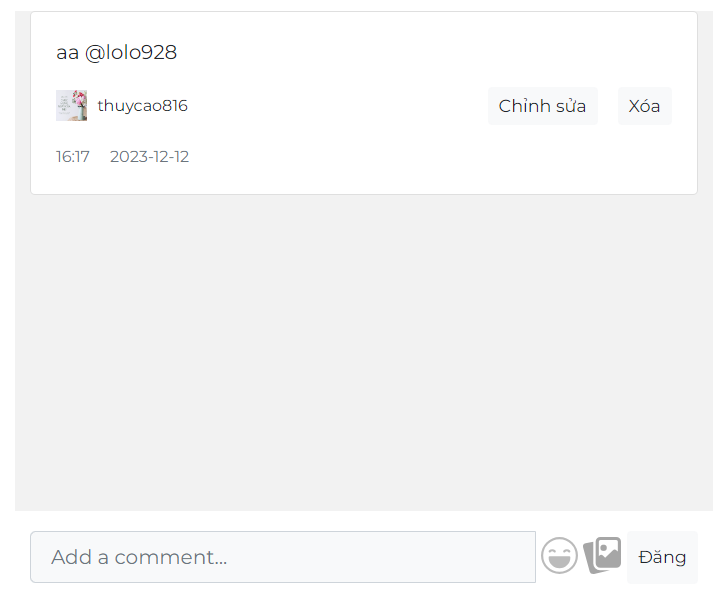 aa @lolo928
thuycao816 Chỉnh sửa Xóa
16:17 2023-12-12
Add a comment... Đăng